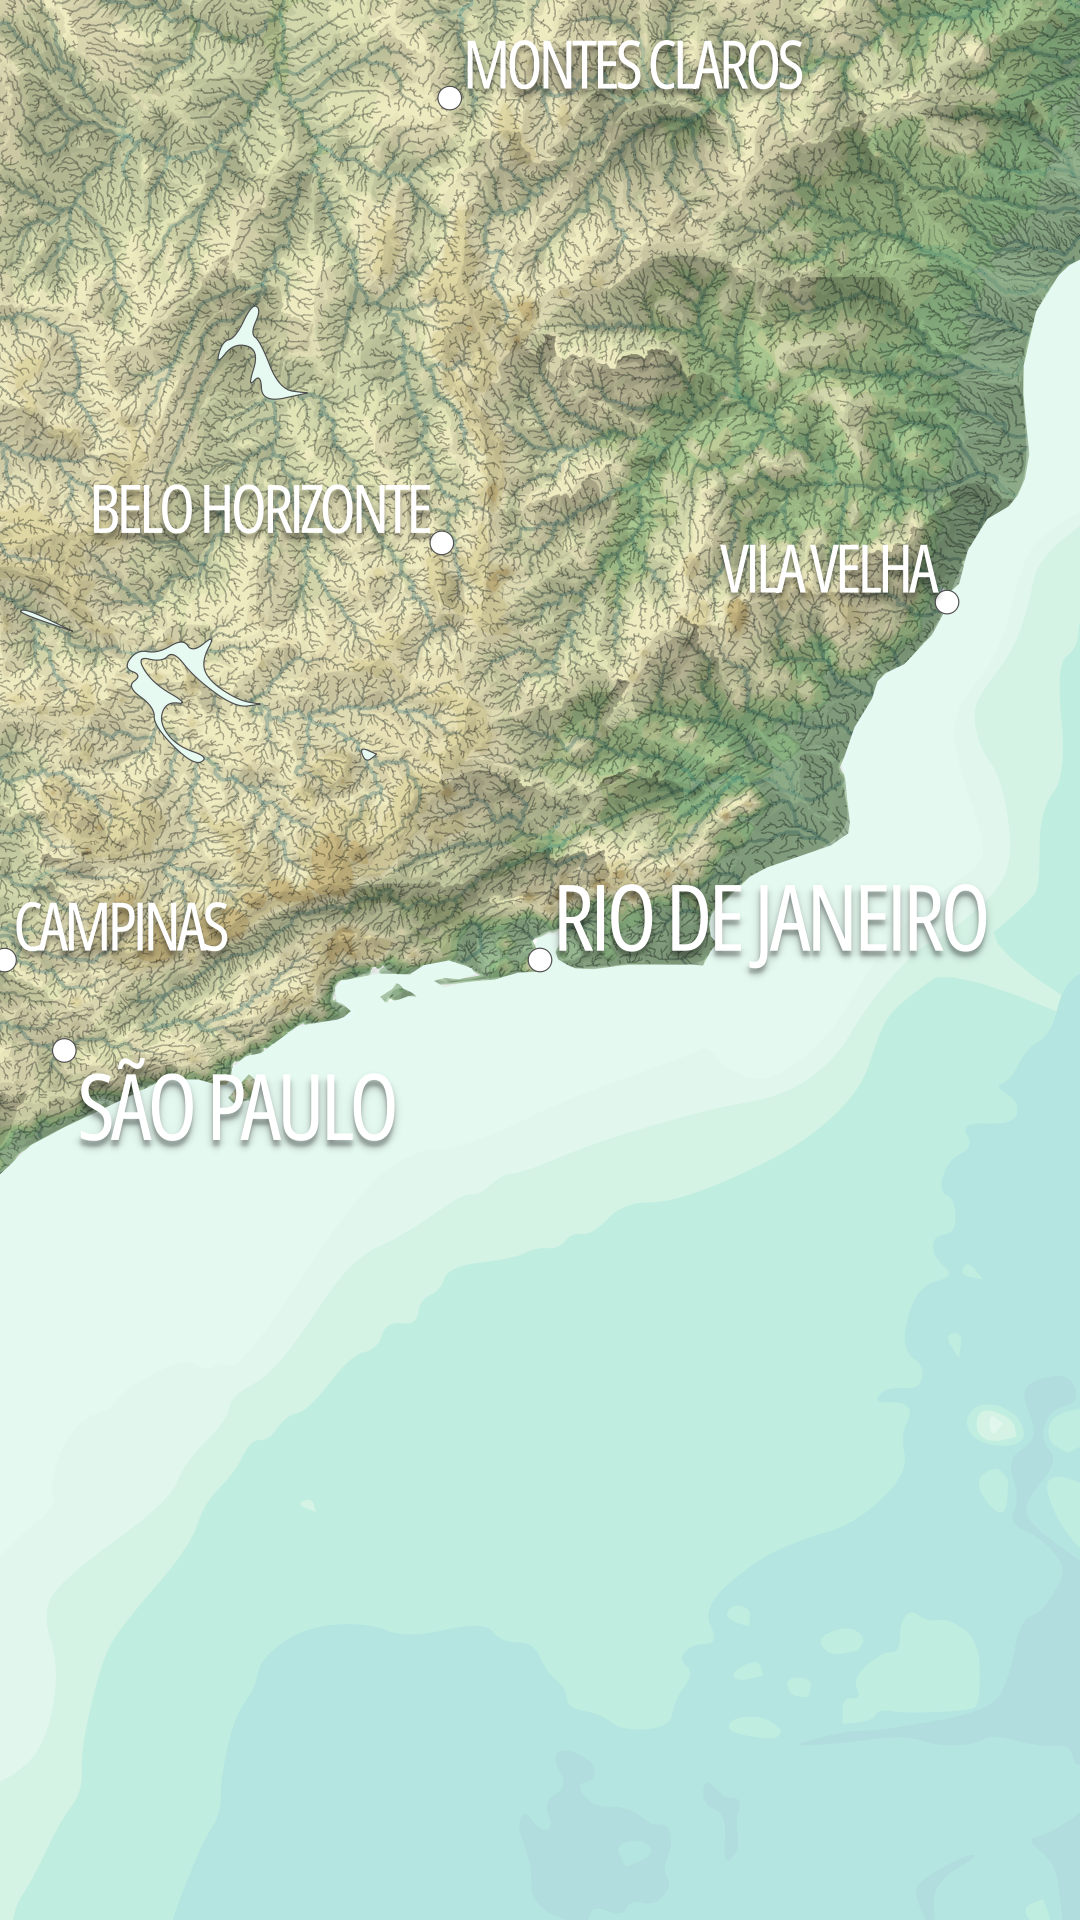 MONTES CLAROS
BELO HORIZONTE
VILA VELHA
CAMPINAS
RIO DE JANEIRO
SÃO PAULO